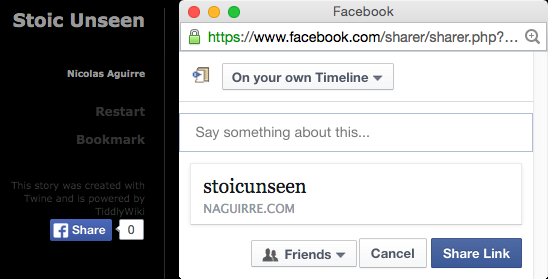 Stoic Unseen
Nicolas Aguirre
Restart
Bookmark
This story was created with
Twine and is powered by
TiddlyWiki
Share 0
Facebook
https://www.facebook.com/sharer/sharer.php?...
On your own Timeline
Say something about this...
stoicunseen
NAGUIRRE.COM
Friends Cancel Share Link